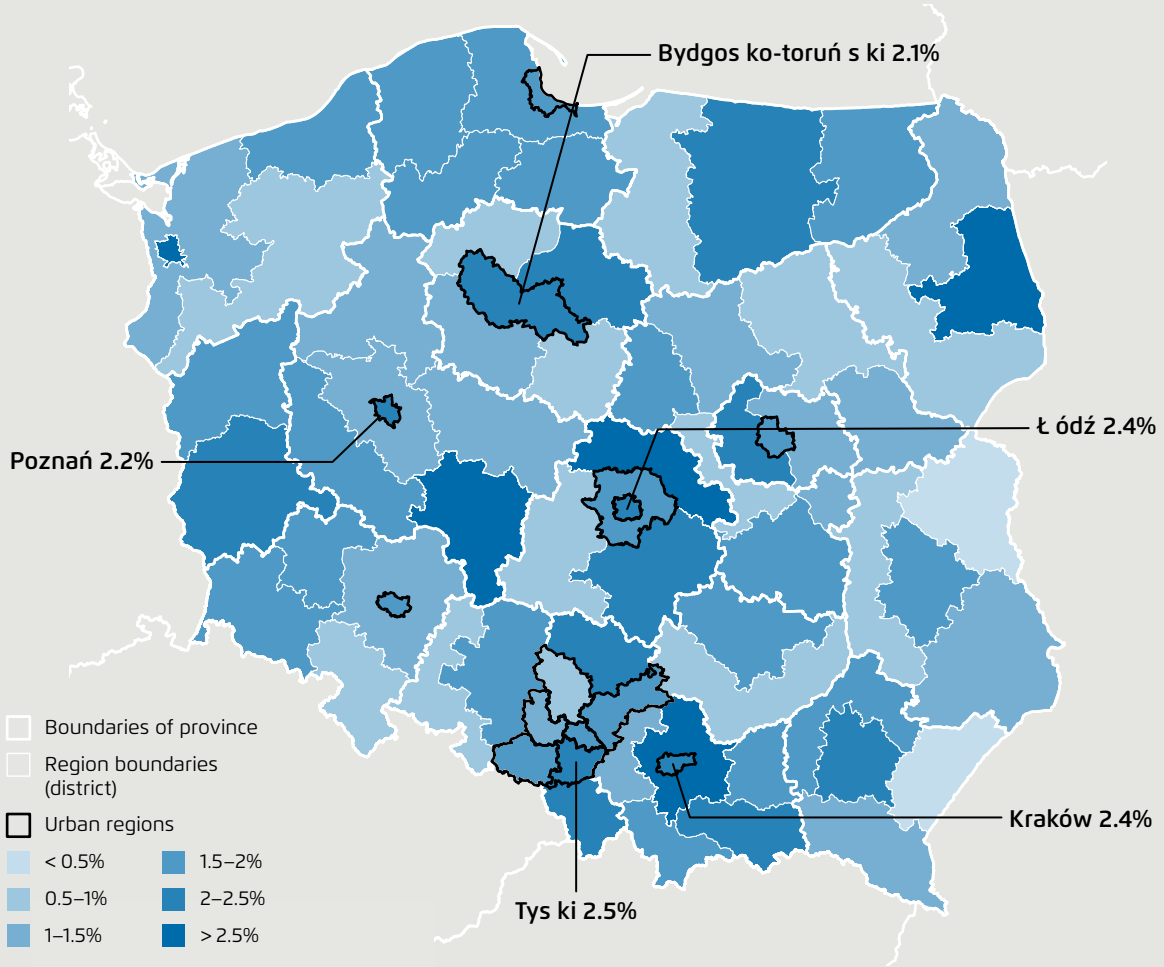 Bydgos ko-toruń s ki 2.1%
Ł ódź 2.4%
Poznań 2.2%
Kraków 2.4%
Tys ki 2.5%
Boundaries of province
Region boundaries
(district)
Urban regions
< 0.5%
0.5–1%
1–1.5%
1.5–2%
2–2.5%
> 2.5%